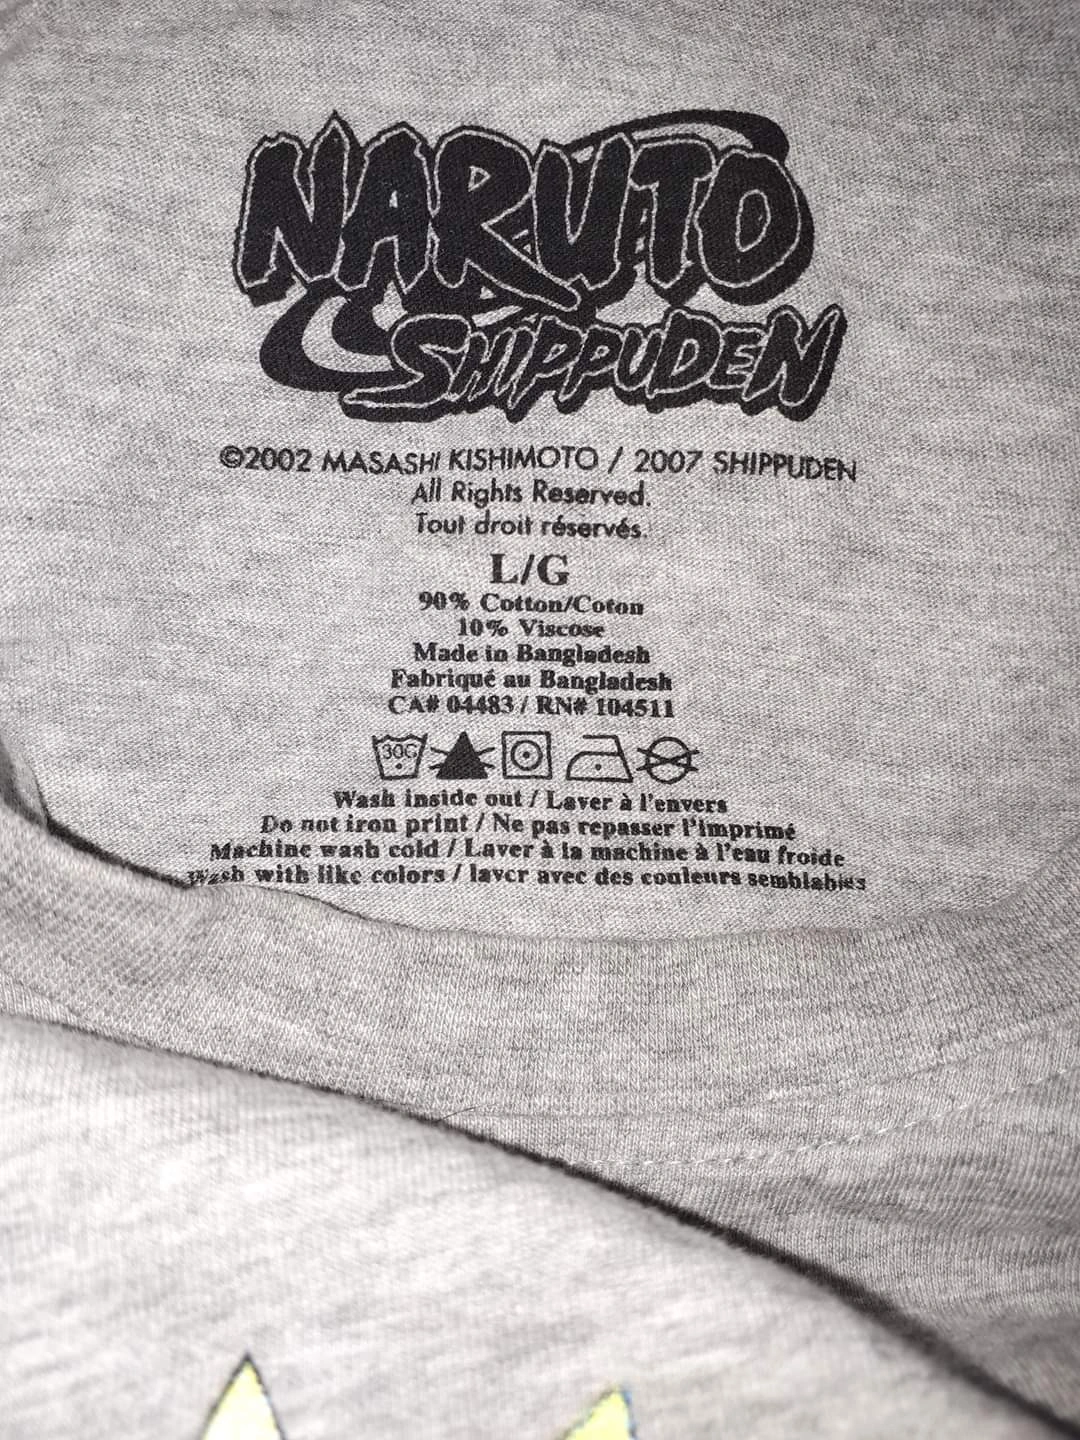 NARUTO
SHIPPUDEN
©2002 MASASHI KISHIMOTO / 2007 SHIPPUDEN
All Rights Reserved.
Tout droit réservés.
L/G
90% Cotton/Coton
10% Viscose
Made in Bangladesh
Fabriqué au Bangladesh
CA# 04483 / RN# 104511
30C
Wash inside out / Laver à l'envers
Do not iron print / Ne pas repasser l'imprimé
Machine wash cold / Laver à la machine à l'eau froide
Wash with like colors / laver avec des couleurs semblables